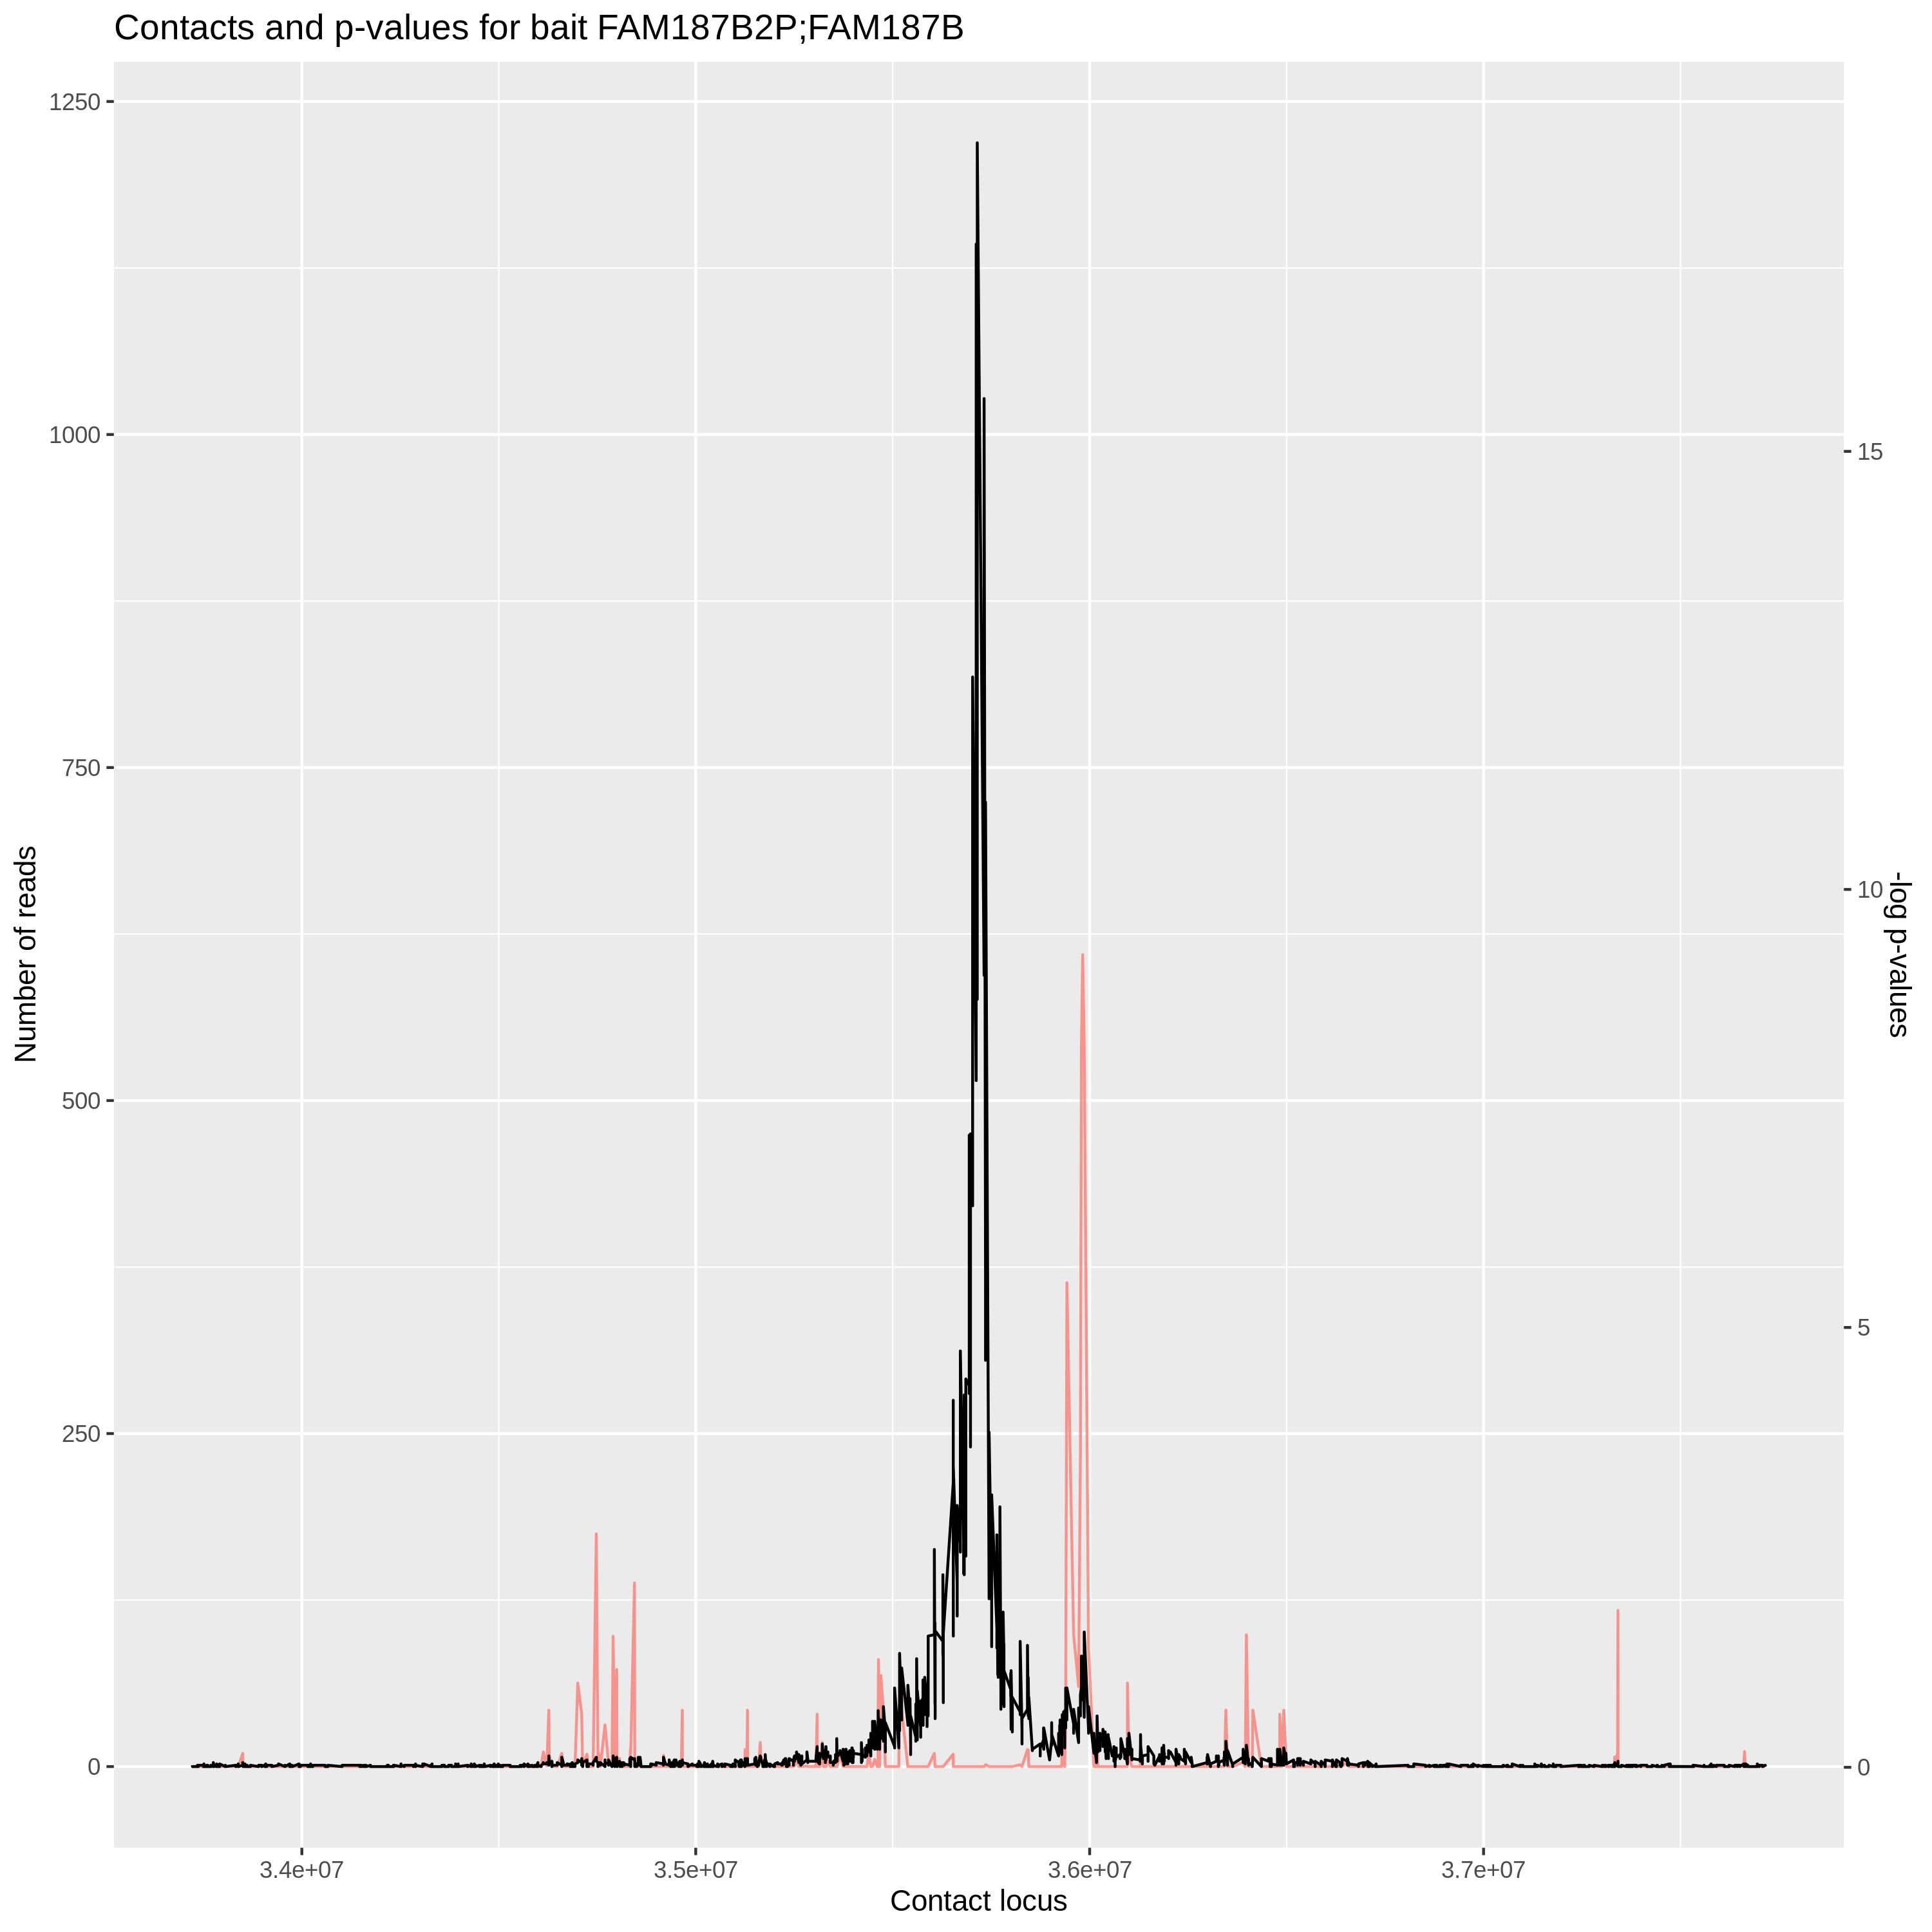 Contacts and p-values for bait FAM187B2P;FAM187B
1250
1000
750
500
250
0
Number of reads
15
10
5
0
-log p-values
3.4e+07
3.5e+07
3.6e+07
3.7e+07
Contact locus